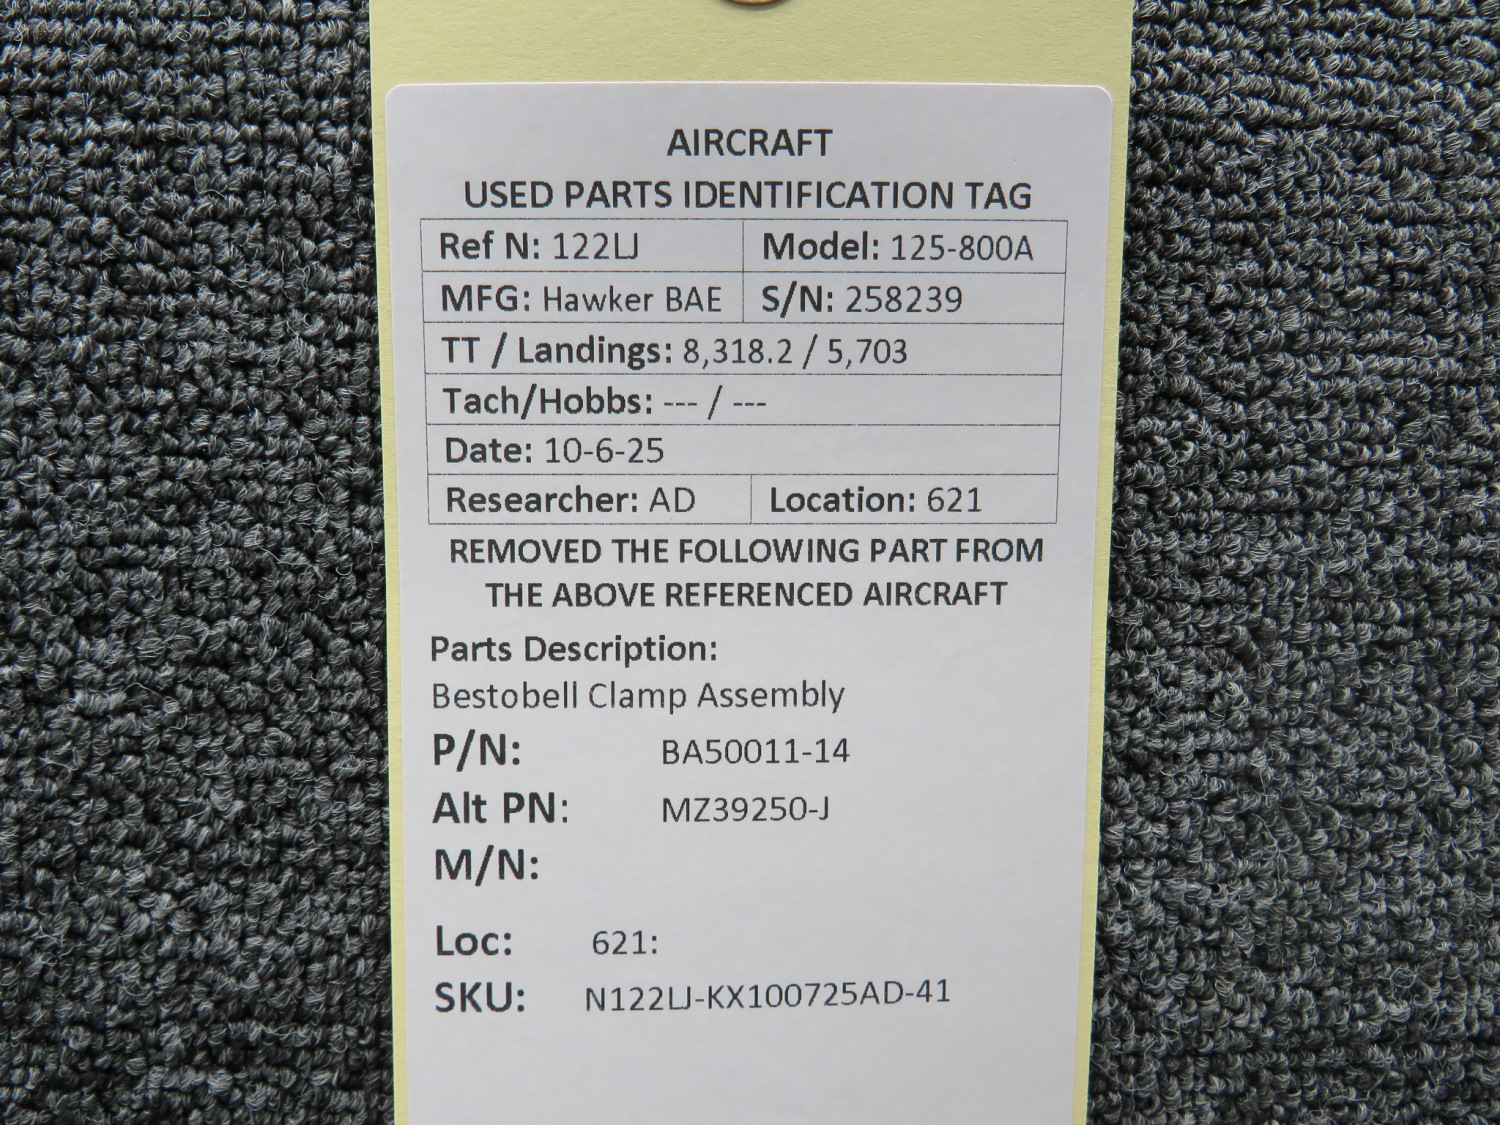 AIRCRAFT
USED PARTS IDENTIFICATION TAG
Ref N: 122LJ Model: 125-800A
MFG: Hawker BAE S/N: 258239
TT / Landings: 8,318.2 / 5,703
Tach/Hobbs: --- / ---
Date: 10-6-25
Researcher: AD Location: 621
REMOVED THE FOLLOWING PART FROM
THE ABOVE REFERENCED AIRCRAFT
Parts Description:
Bestobell Clamp Assembly
P/N: BA50011-14
Alt PN: MZ39250-J
M/N:
Loc: 621:
SKU: N122LJ-KX100725AD-41